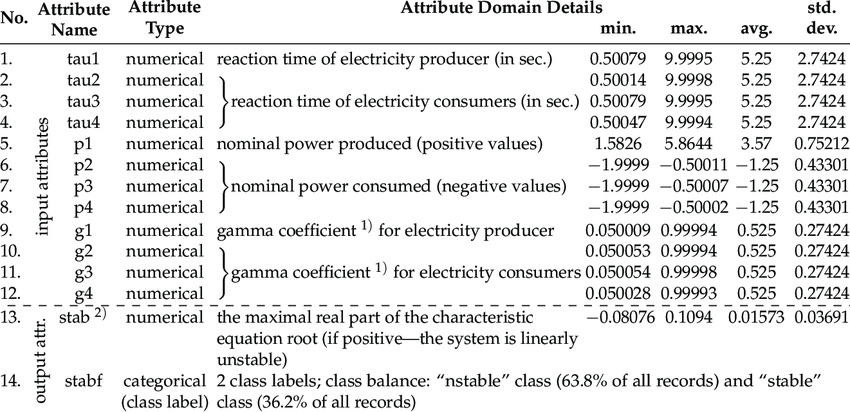 No. Attribute Name Attribute Type Attribute Domain Details min. max. avg. std. dev.
input attributes
1. tau1 numerical reaction time of electricity producer (in sec.) 0.50079 9.9995 5.25 2.7424
2. tau2 numerical 0.50014 9.9998 5.25 2.7424
3. tau3 numerical reaction time of electricity consumers (in sec.) 0.50079 9.9995 5.25 2.7424
4. tau4 numerical 0.50047 9.9994 5.25 2.7424
5. p1 numerical nominal power produced (positive values) 1.5826 5.8644 3.57 0.75212
6. p2 numerical −1.9999 −0.50011 −1.25 0.43301
7. p3 numerical nominal power consumed (negative values) −1.9999 −0.50007 −1.25 0.43301
8. p4 numerical −1.9999 −0.50002 −1.25 0.43301
9. g1 numerical gamma coefficient 1) for electricity producer 0.050009 0.99994 0.525 0.27424
10. g2 numerical 0.050053 0.99994 0.525 0.27424
11. g3 numerical gamma coefficient 1) for electricity consumers 0.050054 0.99998 0.525 0.27424
12. g4 numerical 0.050028 0.99993 0.525 0.27424
output attr.
13. stab 2) numerical the maximal real part of the characteristic −0.08076 0.1094 0.01573 0.03691
equation root (if positive—the system is linearly
unstable)
14. stabf categorical 2 class labels; class balance: “nstable” class (63.8% of all records) and “stable”
(class label) class (36.2% of all records)